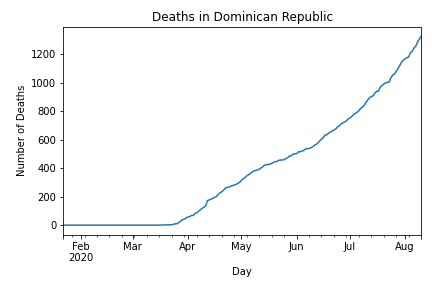 Deaths in Dominican Republic
Number of Deaths
1200
1000
800
600
400
200
0
Feb
2020
Mar
Apr
May
Jun
Jul
Aug
Day